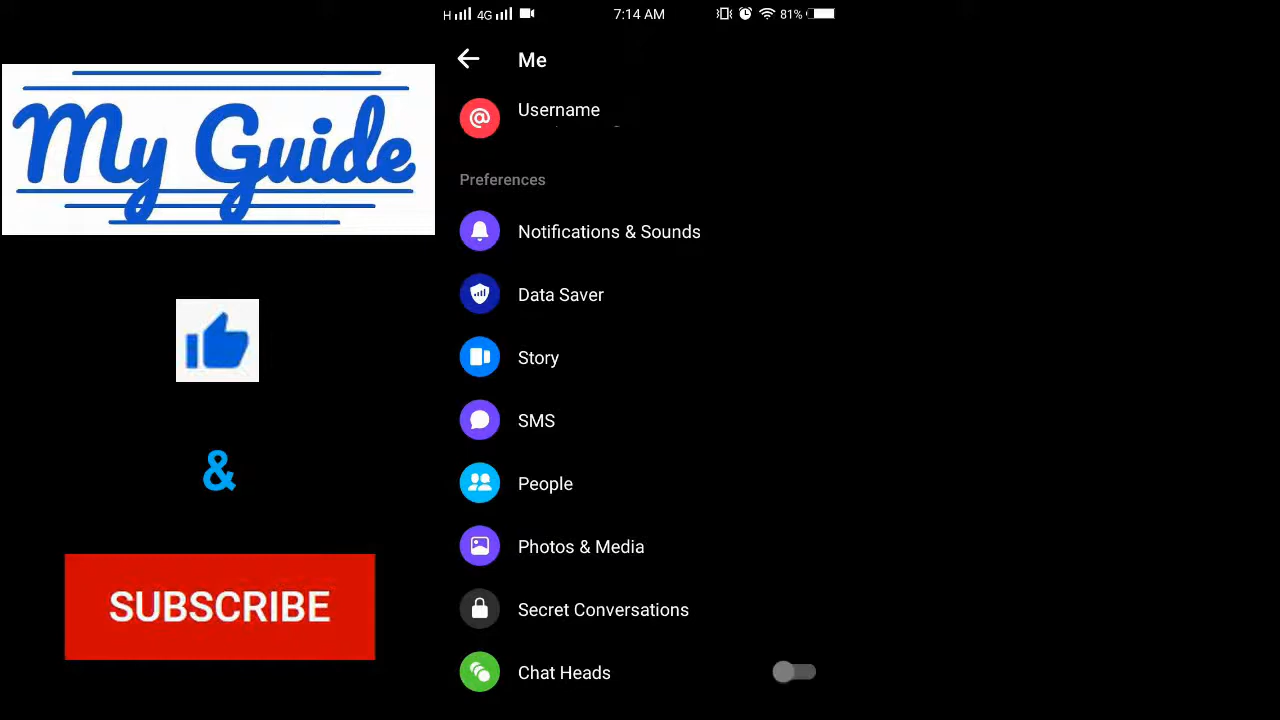 My Guide
&
SUBSCRIBE
H 4G 7:14 AM 81%
Me
Username
Preferences
Notifications & Sounds
Data Saver
Story
SMS
People
Photos & Media
Secret Conversations
Chat Heads